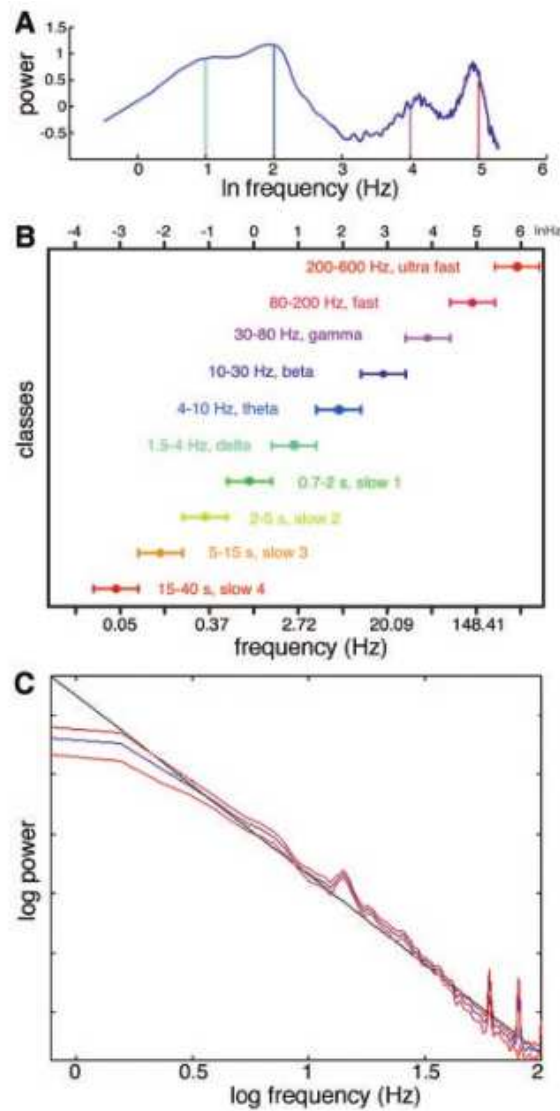 A
1.5
1
0.5
0
-0.5
power
0 1 2 3 4 5 6
ln frequency (Hz)
B
-4 -3 -2 -1 0 1 2 3 4 5 6 lnHz
200-600 Hz, ultra fast
80-200 Hz, fast
30-80 Hz, gamma
10-30 Hz, beta
4-10 Hz, theta
1.5-4 Hz, delta
0.7-2 s, slow 1
2-5 s, slow 2
5-15 s, slow 3
15-40 s, slow 4
classes
0.05 0.37 2.72 20.09 148.41
frequency (Hz)
C
log power
0 0.5 1 1.5 2
log frequency (Hz)